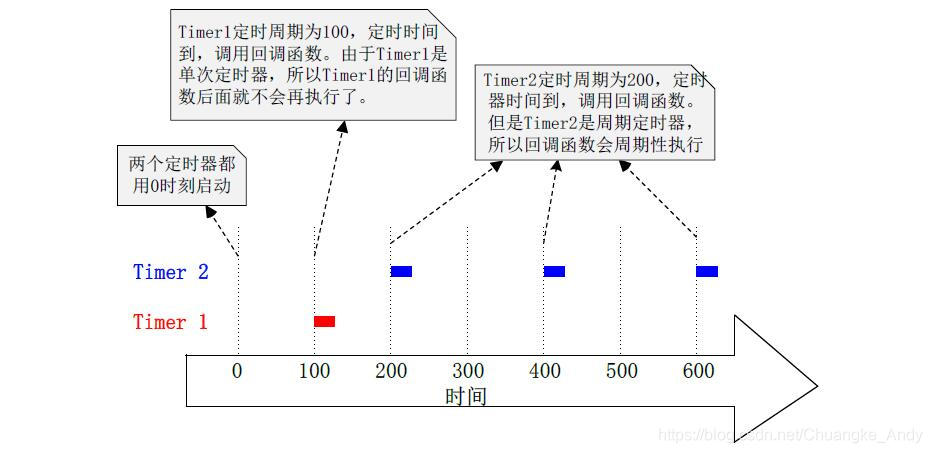 Timer1定时周期为100，定时时间
到，调用回调函数。由于Timer1是
单次定时器，所以Timer1的回调函
数后面就不会再执行了。
Timer2定时周期为200，定时
器时间到，调用回调函数。
但是Timer2是周期定时器，
所以回调函数会周期性执行
两个定时器都
用0时刻启动
Timer 2
Timer 1
0 100 200 300 400 500 600
时间
https://blog.csdn.net/Chuangke_Andy